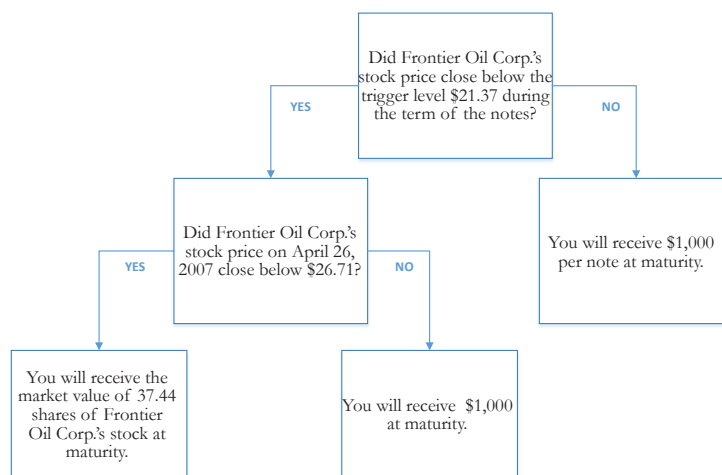 Did Frontier Oil Corp.'s
stock price close below the
trigger level $21.37 during
the term of the notes?
YES
NO
Did Frontier Oil Corp.'s
stock price on April 26,
2007 close below $26.71?
You will receive $1,000
per note at maturity.
YES
NO
You will receive the
market value of 37.44
shares of Frontier
Oil Corp.'s stock at
maturity.
You will receive $1,000
at maturity.